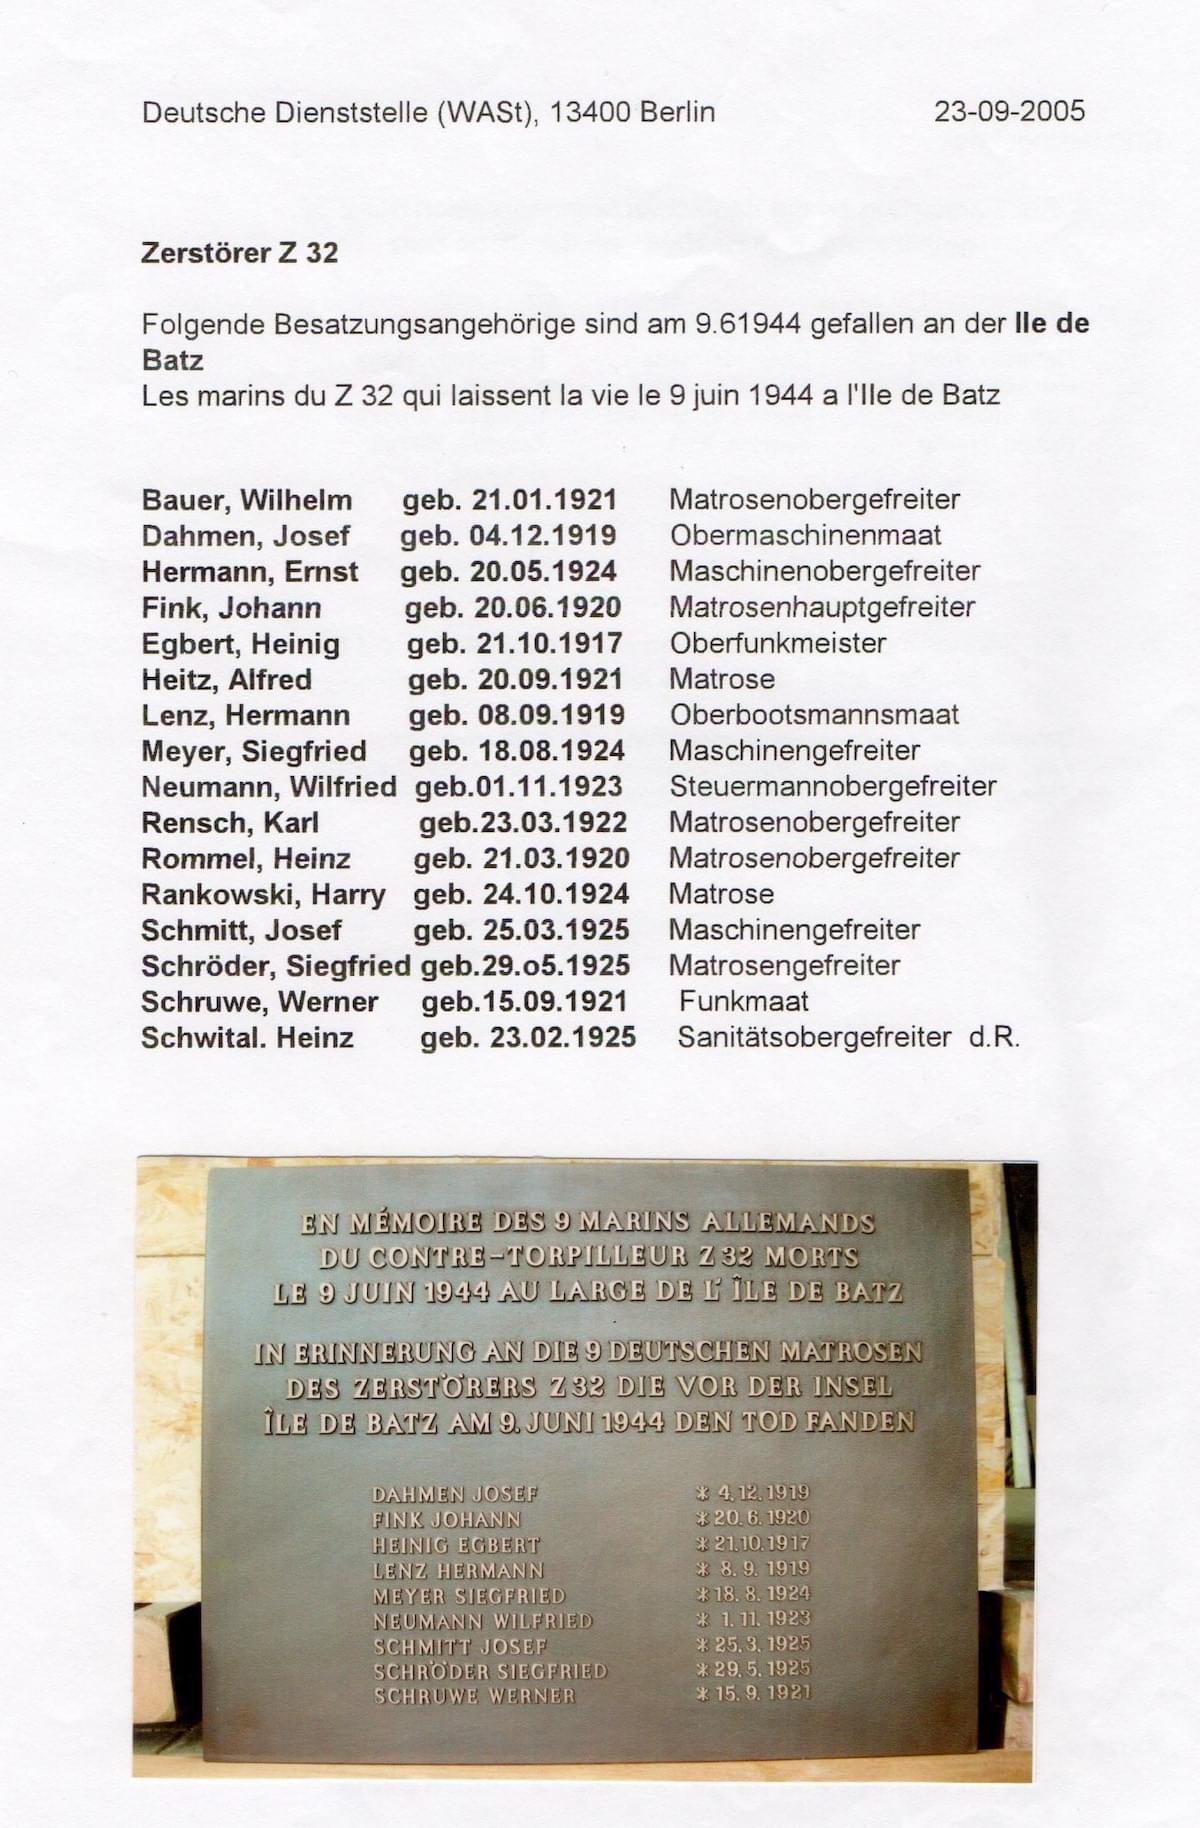 Deutsche Dienststelle (WASt), 13400 Berlin 23-09-2005
Zerstörer Z 32
Folgende Besatzungsangehörige sind am 9.61944 gefallen an der Ile de
Batz
Les marins du Z 32 qui laissent la vie le 9 juin 1944 a l'Ile de Batz
Bauer, Wilhelm geb. 21.01.1921 Matrosenobergefreiter
Dahmen, Josef geb. 04.12.1919 Obermaschinenmaat
Hermann, Ernst geb. 20.05.1924 Maschinenobergefreiter
Fink, Johann geb. 20.06.1920 Matrosenhauptgefreiter
Egbert, Heinig geb. 21.10.1917 Oberfunkmeister
Heitz, Alfred geb. 20.09.1921 Matrose
Lenz, Hermann geb. 08.09.1919 Oberbootsmannsmaat
Meyer, Siegfried geb. 18.08.1924 Maschinengefreiter
Neumann, Wilfried geb.01.11.1923 Steuermannobergefreiter
Rensch, Karl geb.23.03.1922 Matrosenobergefreiter
Rommel, Heinz geb. 21.03.1920 Matrosenobergefreiter
Rankowski, Harry geb. 24.10.1924 Matrose
Schmitt, Josef geb. 25.03.1925 Maschinengefreiter
Schröder, Siegfried geb.29.o5.1925 Matrosengefreiter
Schruwe, Werner geb.15.09.1921 Funkmaat
Schwital. Heinz geb. 23.02.1925 Sanitätsobergefreiter d.R.
EN MÉMOIRE DES 9 MARINS ALLEMANDS
DU CONTRE-TORPILLEUR Z 32 MORTS
LE 9 JUIN 1944 AU LARGE DE L' ÎLE DE BATZ
IN ERINNERUNG AN DIE 9 DEUTSCHEN MATROSEN
DES ZERSTÖRERS Z 32 DIE VOR DER INSEL
ÎLE DE BATZ AM 9. JUNI 1944 DEN TOD FANDEN
DAHMEN JOSEF * 4. 12. 1919
FINK JOHANN * 20. 6. 1920
HEINIG EGBERT * 21.10.1917
LENZ HERMANN * 8. 9. 1919
MEYER SIEGFRIED * 18. 8. 1924
NEUMANN WILFRIED * 1. 11. 1923
SCHMITT JOSEF * 25. 3. 1925
SCHRÖDER SIEGFRIED * 29. 5. 1925
SCHRUWE WERNER * 15. 9. 1921